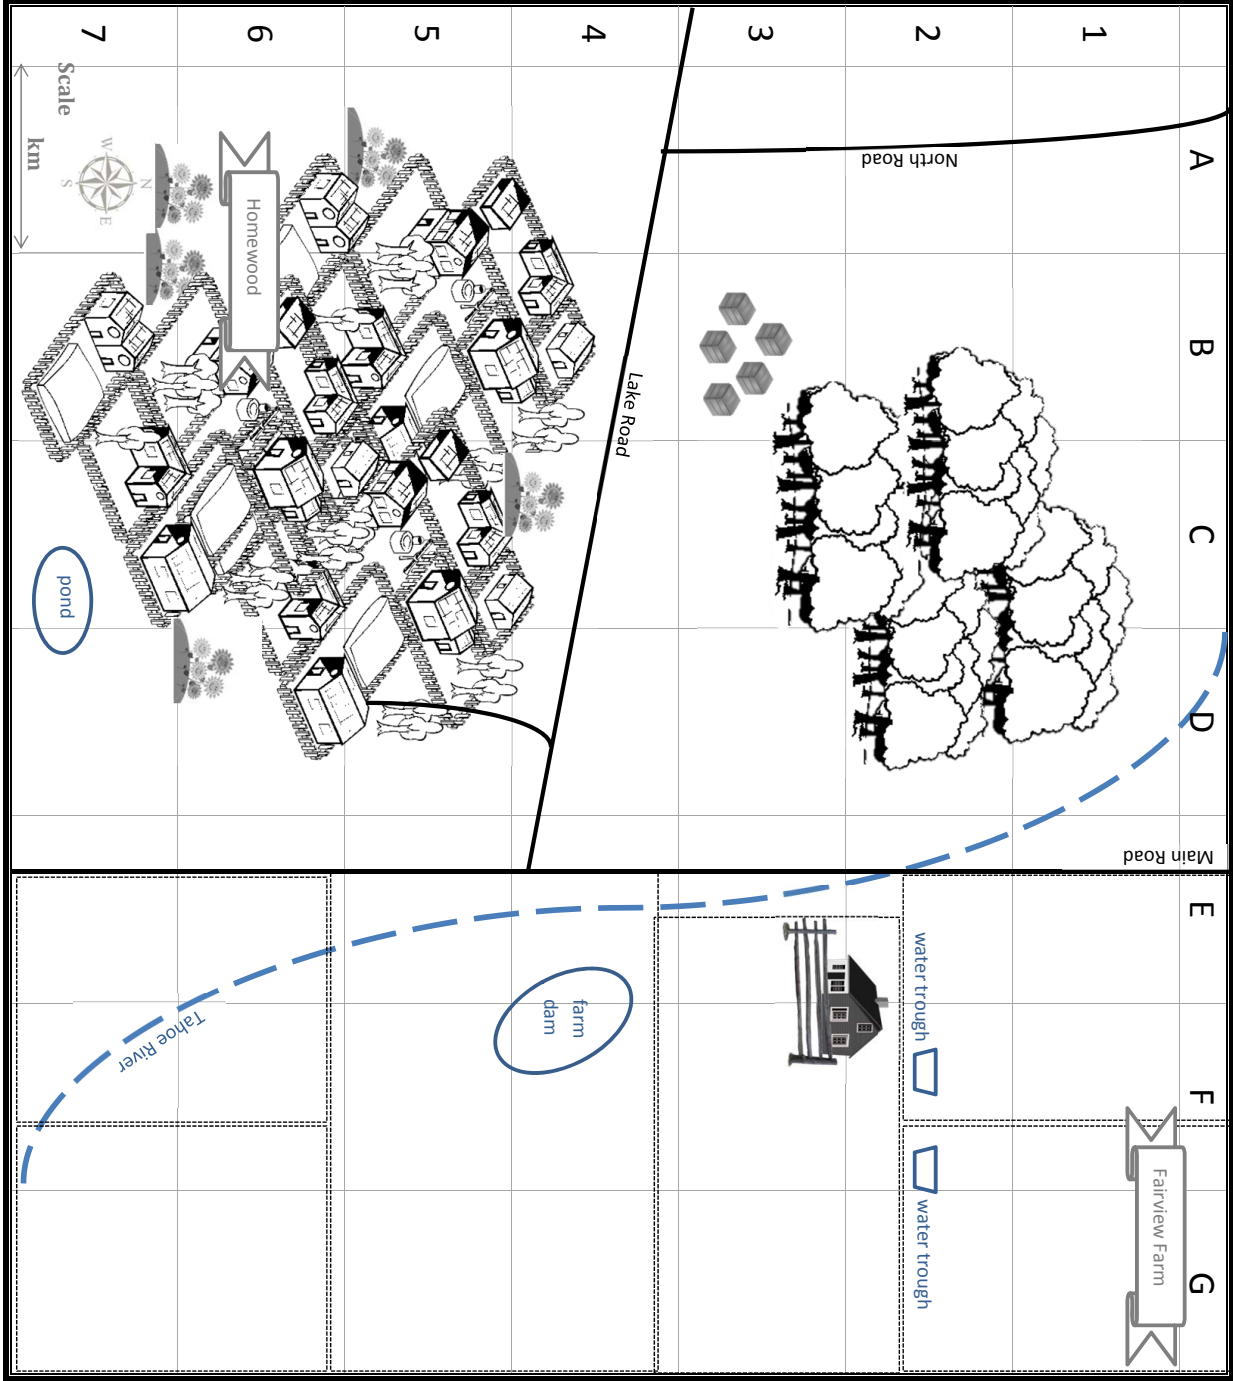 A
B
C
D
E
F
G
1
2
3
4
5
6
7
North Road
Main Road
Lake Road
Homewood
pond
Scale
km
N
W
E
S
water trough
water trough
farm
dam
Tahoe River
Fairview Farm